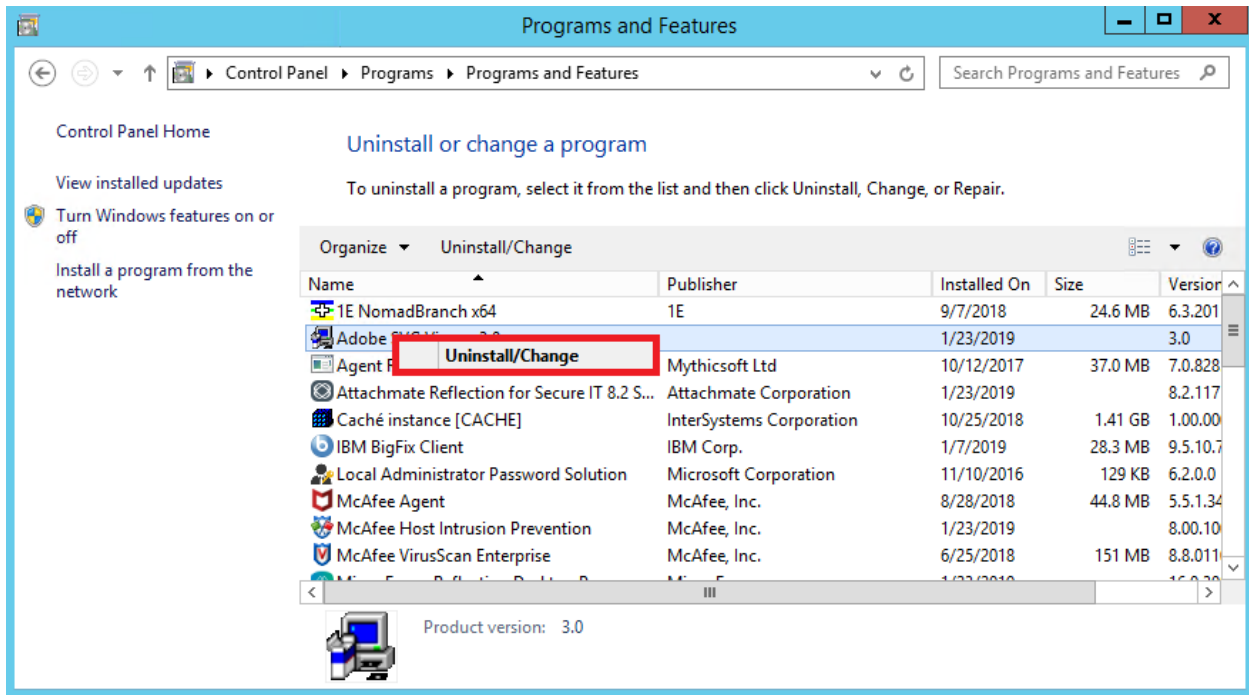 Programs and Features
Control Panel Programs Programs and Features
Search Programs and Features
Control Panel Home
View installed updates
Turn Windows features on or
off
Install a program from the
network
Uninstall or change a program
To uninstall a program, select it from the list and then click Uninstall, Change, or Repair.
Organize Uninstall/Change
Name Publisher Installed On Size Version
1E NomadBranch x64 1E 9/7/2018 24.6 MB 6.3.201
Adobe 1/23/2019 3.0
Uninstall/Change
Agent Mythicsoft Ltd 10/12/2017 37.0 MB 7.0.828
Attachmate Reflection for Secure IT 8.2 S... Attachmate Corporation 1/23/2019 8.2.117
Caché instance [CACHE] InterSystems Corporation 10/25/2018 1.41 GB 1.00.00
IBM BigFix Client IBM Corp. 1/7/2019 28.3 MB 9.5.10.7
Local Administrator Password Solution Microsoft Corporation 11/10/2016 129 KB 6.2.0.0
McAfee Agent McAfee, Inc. 8/28/2018 44.8 MB 5.5.1.34
McAfee Host Intrusion Prevention McAfee, Inc. 1/23/2019 8.00.10
McAfee VirusScan Enterprise McAfee, Inc. 6/25/2018 151 MB 8.8.011
Product version: 3.0